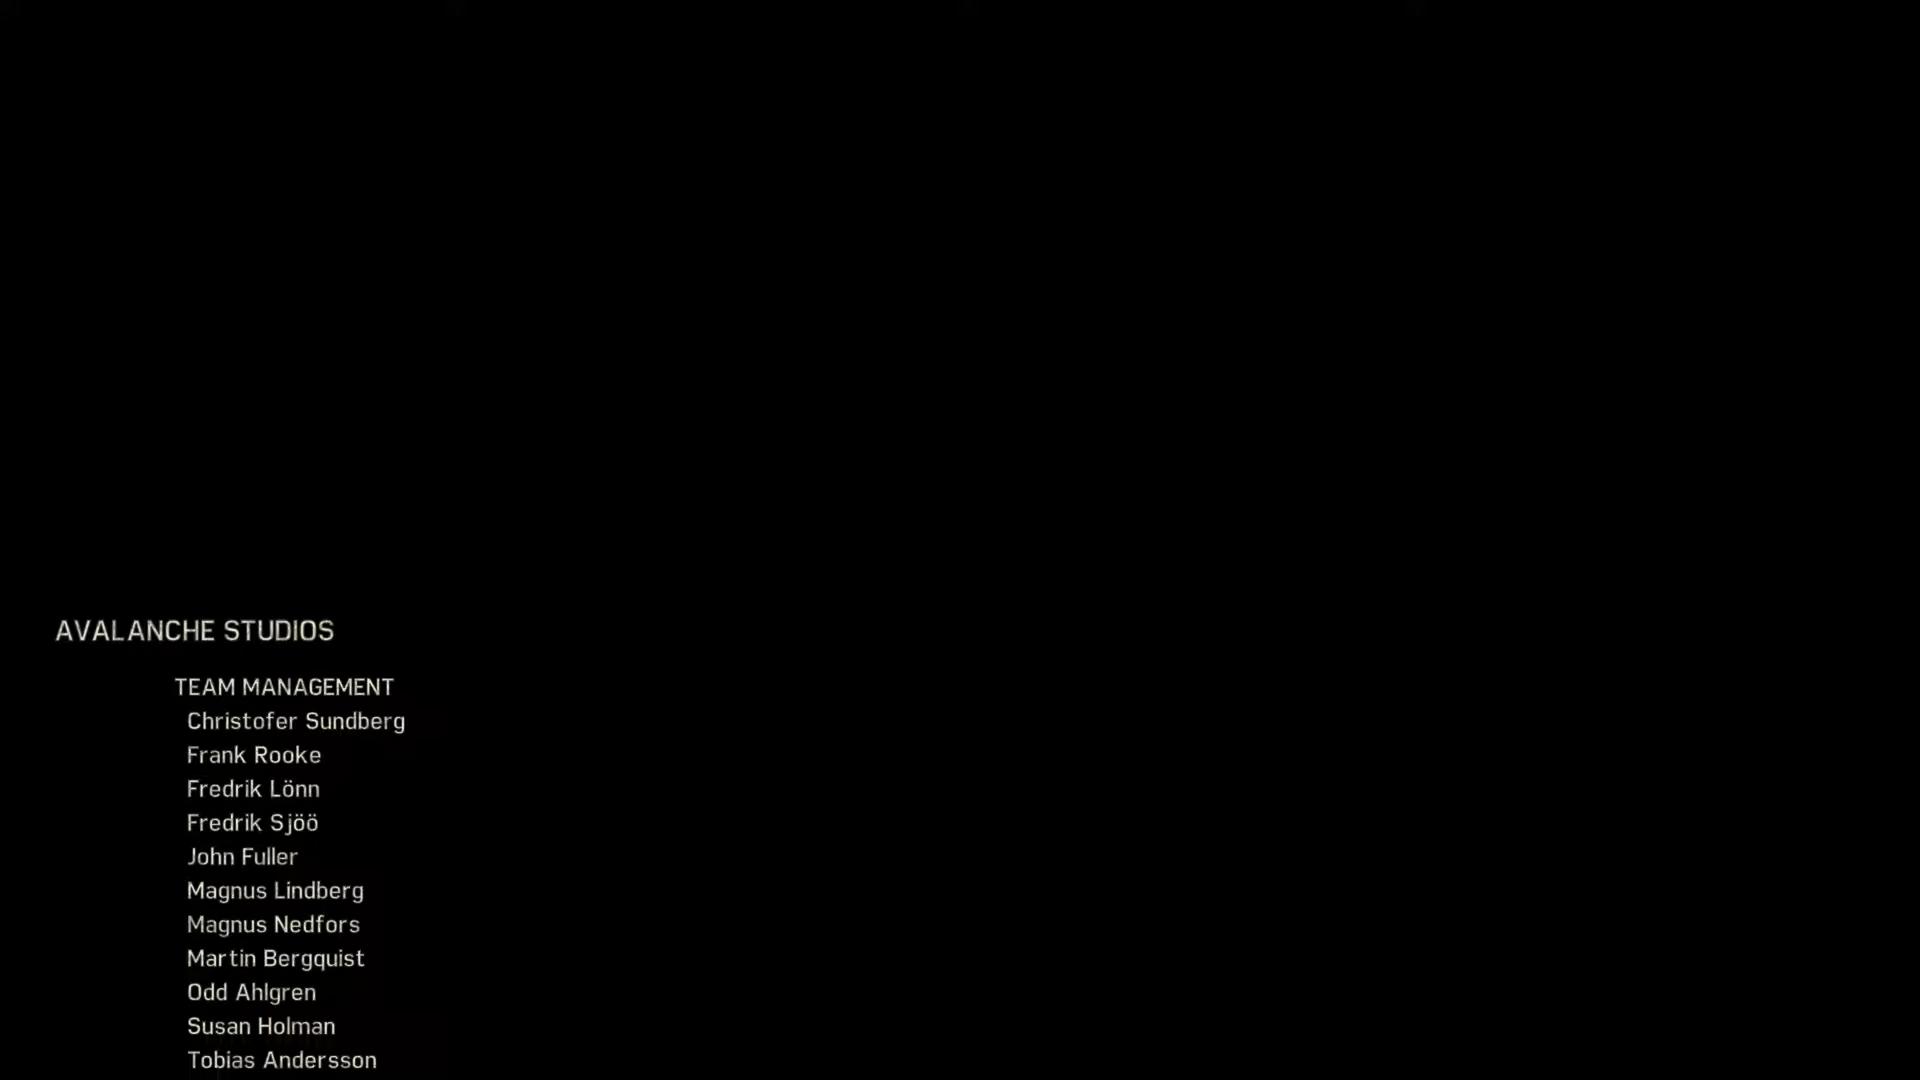 AVALANCHE STUDIOS
TEAM MANAGEMENT
Christofer Sundberg
Frank Rooke
Fredrik Lönn
Fredrik Sjöö
John Fuller
Magnus Lindberg
Magnus Nedfors
Martin Bergquist
Odd Ahlgren
Susan Holman
Tobias Andersson